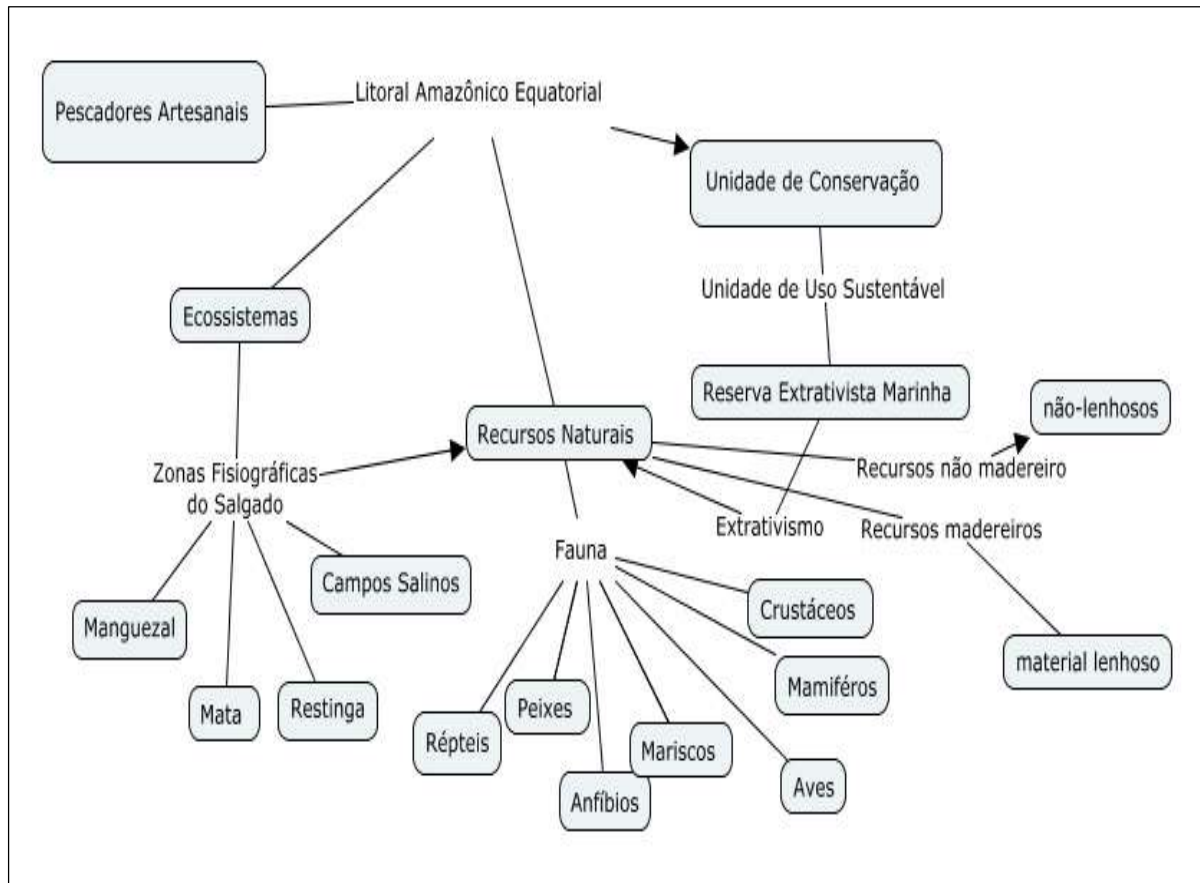 Litoral Amazônico Equatorial
Pescadores Artesanais
Unidade de Conservação
Unidade de Uso Sustentável
Ecossistemas
Reserva Extrativista Marinha
não-lenhosos
Recursos Naturais
Recursos não madereiro
Zonas Fisiográficas
do Salgado
Extrativismo
Recursos madereiros
Fauna
Campos Salinos
Crustáceos
Manguezal
material lenhoso
Mamiféros
Mata
Restinga
Peixes
Répteis
Mariscos
Aves
Anfíbios